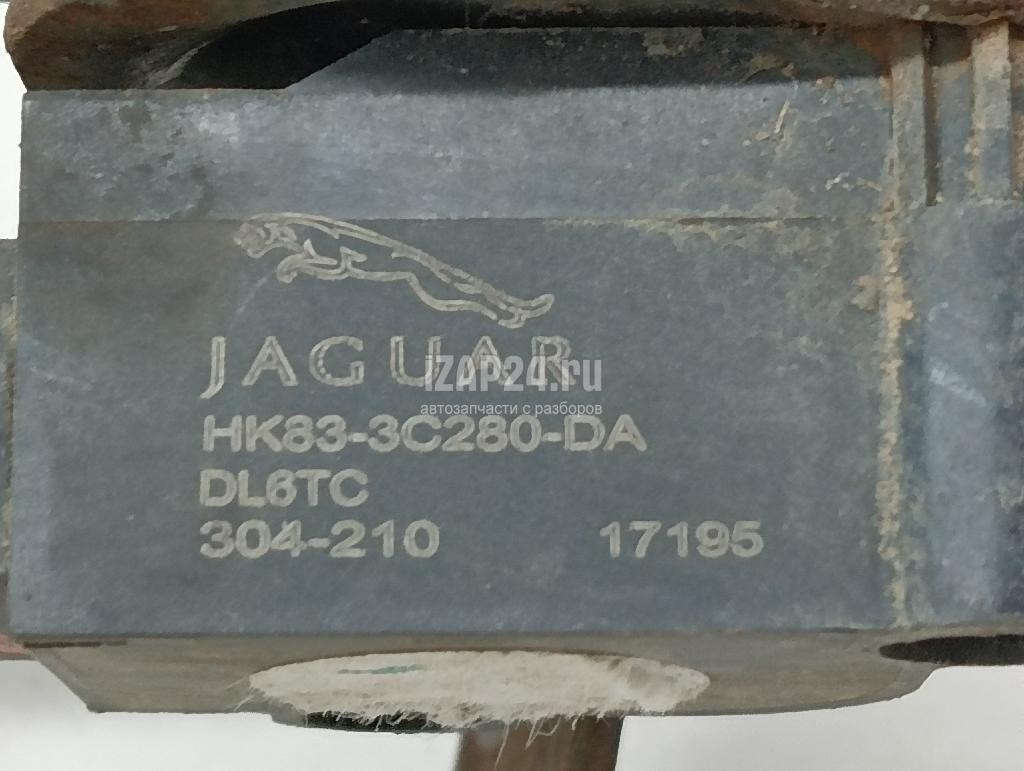 JAGUAR
iZAP24.ru
автозапчасти с разборов
HK83-3C280-DA
DL6TC
304-210 17195